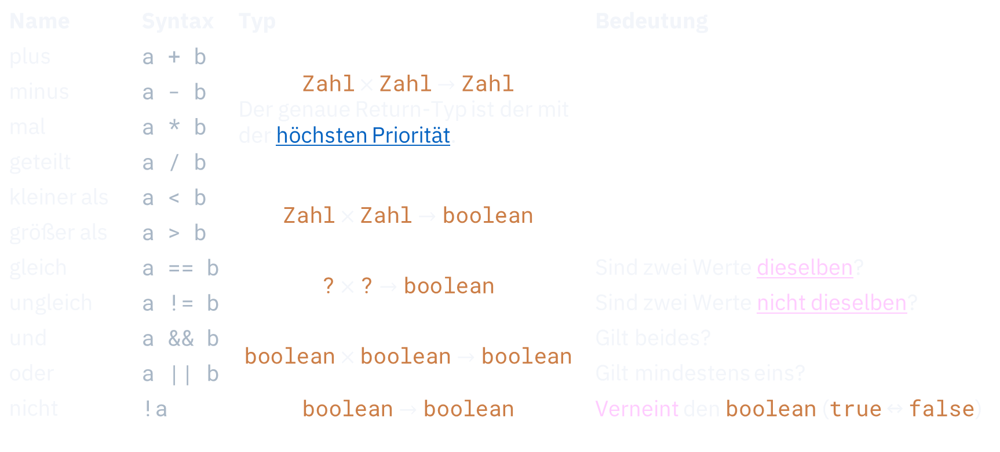 Name Syntax Typ Bedeutung
plus a + b
Zahl × Zahl → Zahl
minus a - b
Der genaue Return-Typ ist der mit
mal a * b
der höchsten Priorität.
geteilt a / b
kleiner als a < b
Zahl × Zahl → boolean
größer als a > b
gleich a == b Sind zwei Werte dieselben?
? × ? → boolean
ungleich a != b Sind zwei Werte nicht dieselben?
und a && b Gilt beides?
boolean × boolean → boolean
oder a || b Gilt mindestens eins?
nicht !a boolean → boolean Verneint den boolean (true ↔ false)